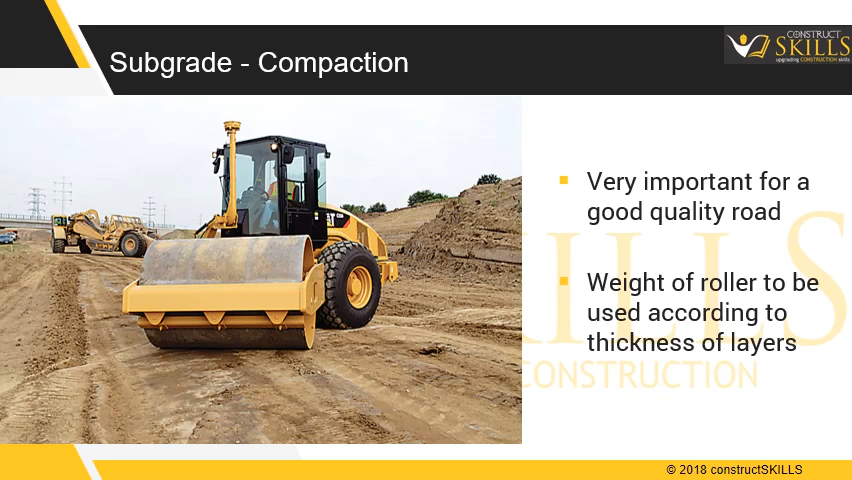 Subgrade - Compaction
CONSTRUCT
SKILLS
upgrading CONSTRUCTION skills
▪ Very important for a
good quality road
▪ Weight of roller to be
used according to
thickness of layers
SKILLS
CONSTRUCTION
© 2018 constructSKILLS